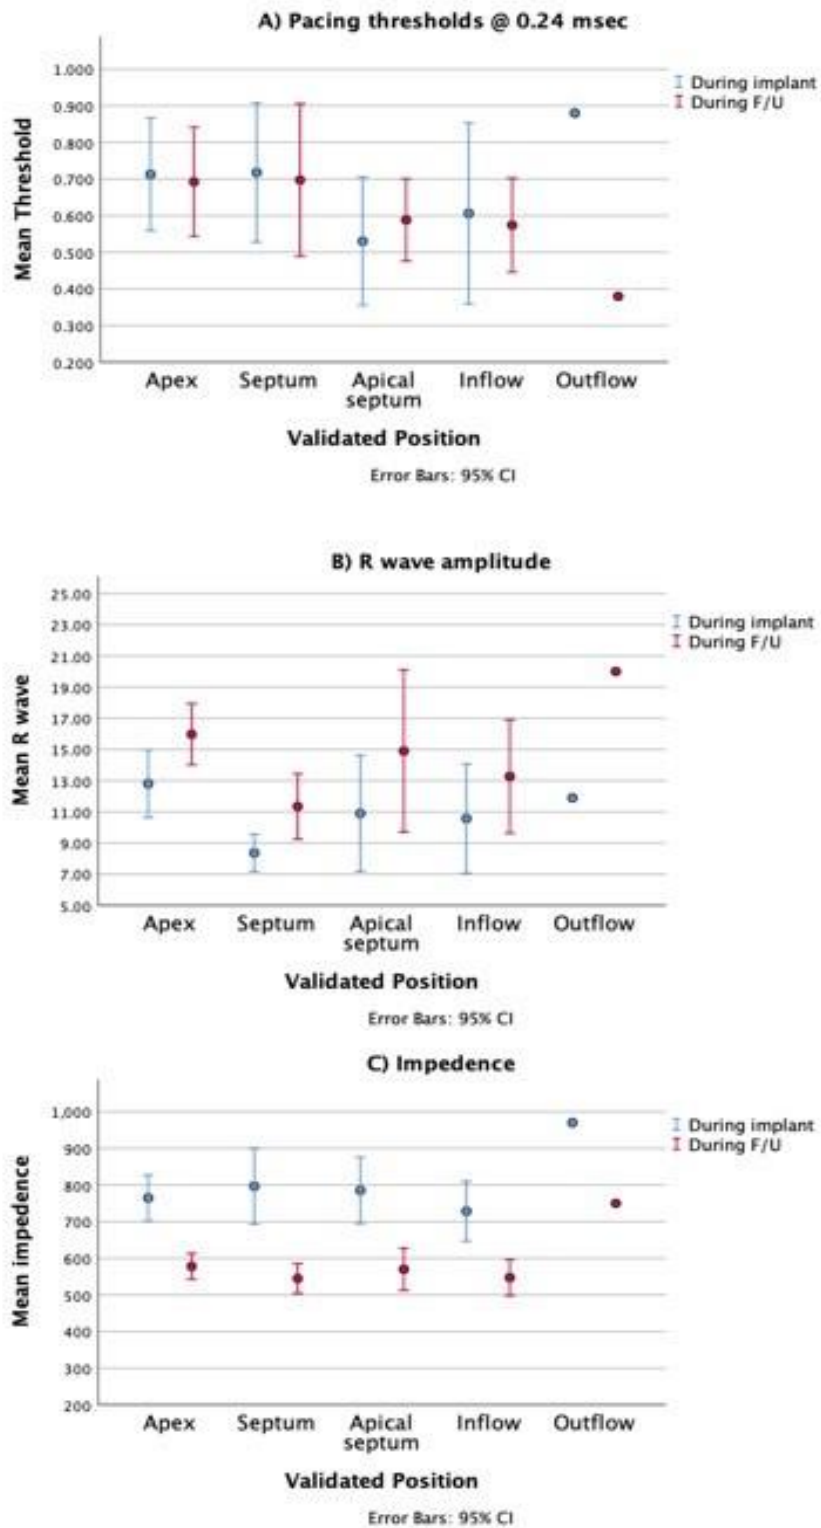 A) Pacing thresholds @ 0.24 msec
1.000
0.900
0.800
0.700
0.600
0.500
0.400
0.300
0.200
Mean Threshold
During implant
During F/U
Apex Septum Apical septum Inflow Outflow
Validated Position
Error Bars: 95% CI
B) R wave amplitude
25.00
23.00
21.00
19.00
17.00
15.00
13.00
11.00
9.00
7.00
5.00
Mean R wave
During implant
During F/U
Apex Septum Apical septum Inflow Outflow
Validated Position
Error Bars: 95% CI
C) Impedence
1,000
900
800
700
600
500
400
300
200
Mean impedence
During implant
During F/U
Apex Septum Apical septum Inflow Outflow
Validated Position
Error Bars: 95% CI